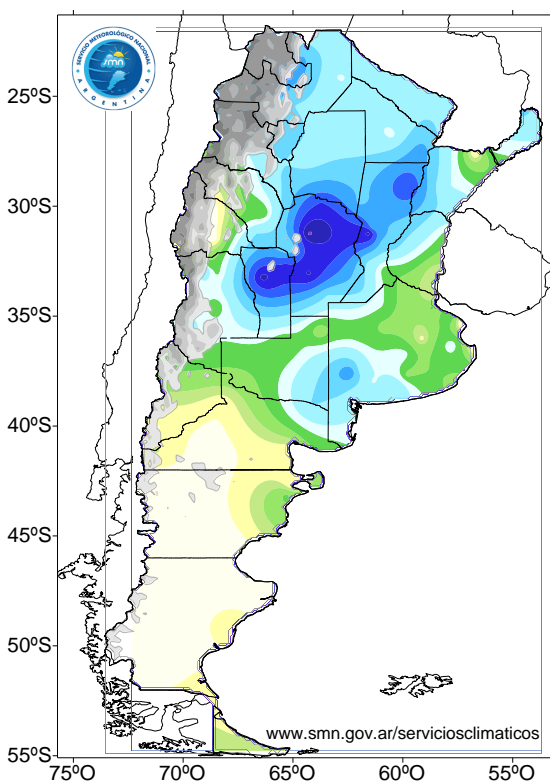 SERVICIO METEOROLÓGICO NACIONAL
smn
ARGENTINA
25ºS
30ºS
35ºS
40ºS
45ºS
50ºS
55ºS
www.smn.gov.ar/serviciosclimaticos
75ºO
70ºO
65ºO
60ºO
55ºO